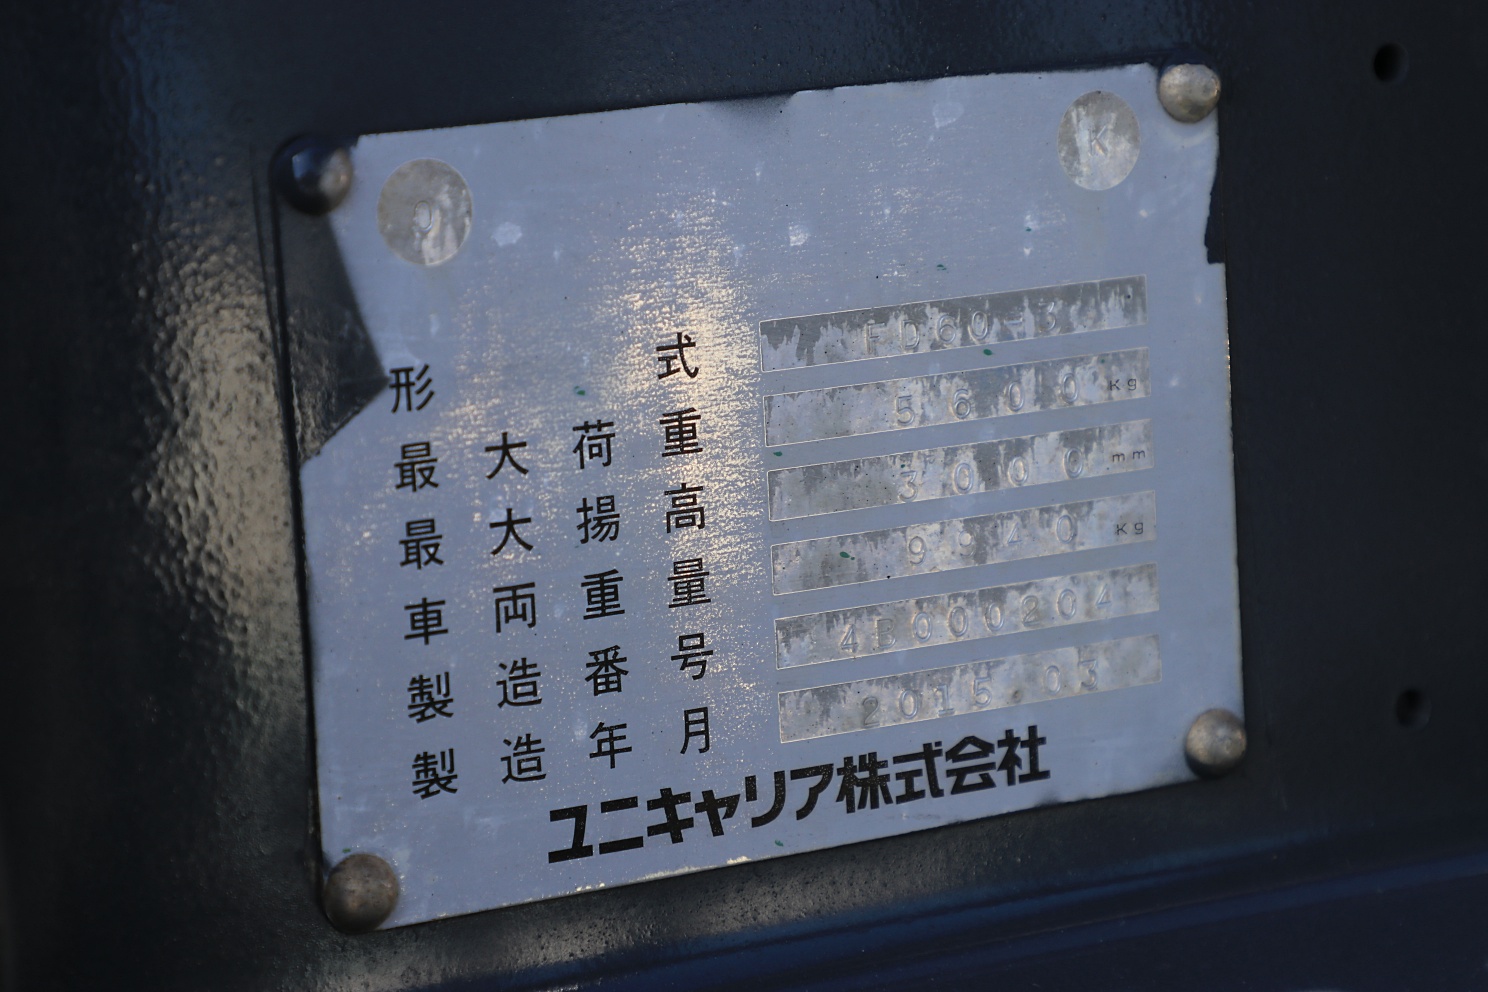 Q K
形式 FD60-3
最大荷重 5600 Kg
最大揚高 3000 mm
車両重量 9940 Kg
製造番号 4B000204
製造年月 2015.03
ユニキャリア株式会社